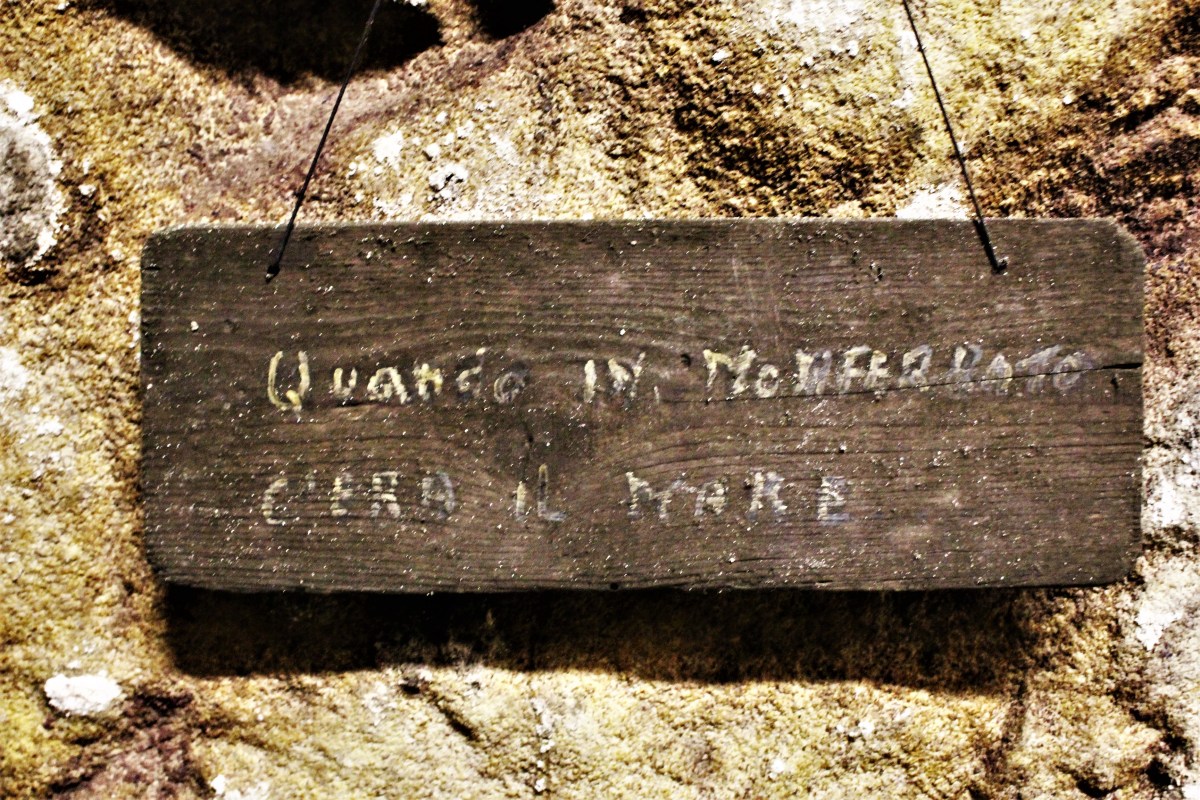 Quando IN MONFERRATO
C'ERA IL MARE